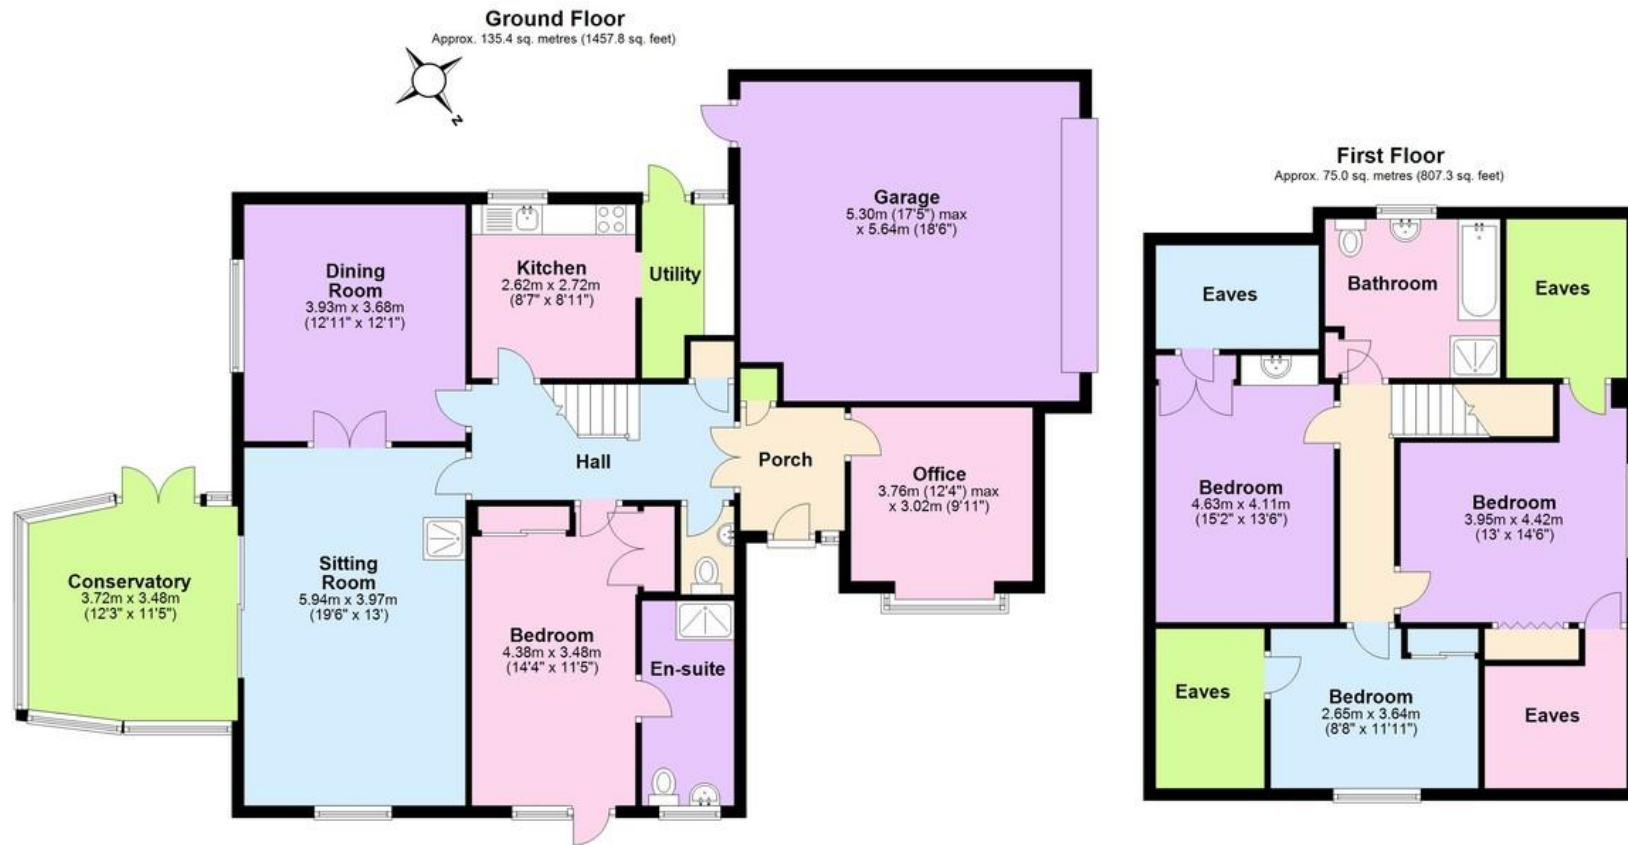 Ground Floor
Approx. 135.4 sq. metres (1457.8 sq. feet)
N
Garage
5.30m (17'5") max
x 5.64m (18'6")
Dining
Room
3.93m x 3.68m
(12'11" x 12'1")
Kitchen
2.62m x 2.72m
(8'7" x 8'11")
Utility
Hall
Porch
Office
3.76m (12'4") max
x 3.02m (9'11")
Conservatory
3.72m x 3.48m
(12'3" x 11'5")
Sitting
Room
5.94m x 3.97m
(19'6" x 13')
Bedroom
4.38m x 3.48m
(14'4" x 11'5")
En-suite
First Floor
Approx. 75.0 sq. metres (807.3 sq. feet)
Eaves
Bathroom
Eaves
Bedroom
4.63m x 4.11m
(15'2" x 13'6")
Bedroom
3.95m x 4.42m
(13' x 14'6")
Eaves
Bedroom
2.65m x 3.64m
(8'8" x 11'11")
Eaves